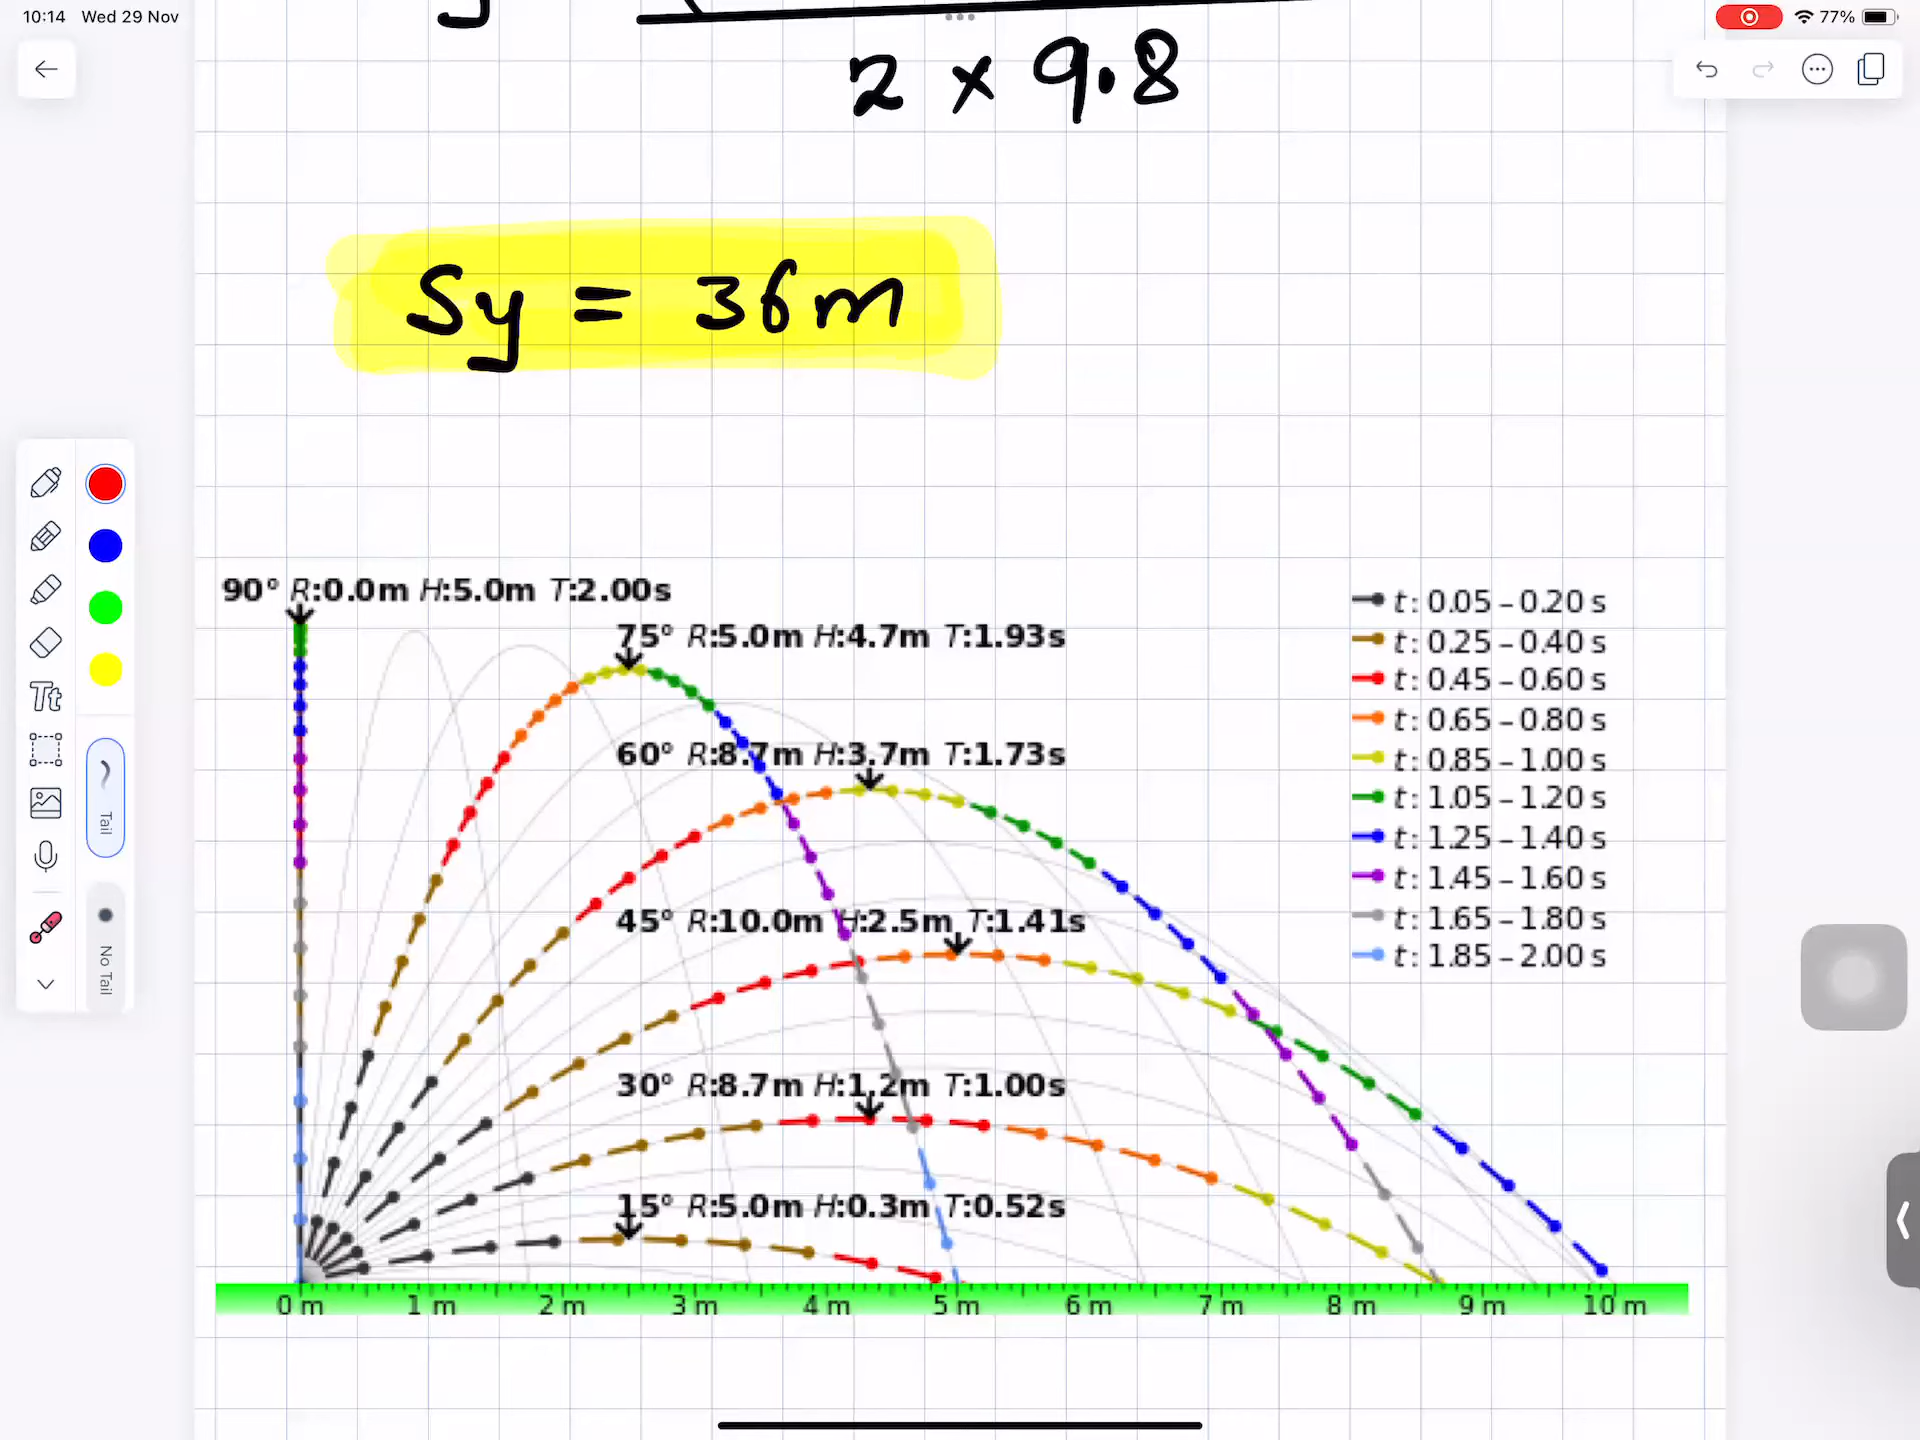 10:14 Wed 29 Nov
77%
2 × 9.8
Sy = 36m
Tt
Tail
No Tail
90° R:0.0m H:5.0m T:2.00s
75° R:5.0m H:4.7m T:1.93s
60° R:8.7m H:3.7m T:1.73s
45° R:10.0m H:2.5m T:1.41s
30° R:8.7m H:1.2m T:1.00s
15° R:5.0m H:0.3m T:0.52s
t: 0.05–0.20 s
t: 0.25–0.40 s
t: 0.45–0.60 s
t: 0.65–0.80 s
t: 0.85–1.00 s
t: 1.05–1.20 s
t: 1.25–1.40 s
t: 1.45–1.60 s
t: 1.65–1.80 s
t: 1.85–2.00 s
0 m 1 m 2 m 3 m 4 m 5 m 6 m 7 m 8 m 9 m 10 m